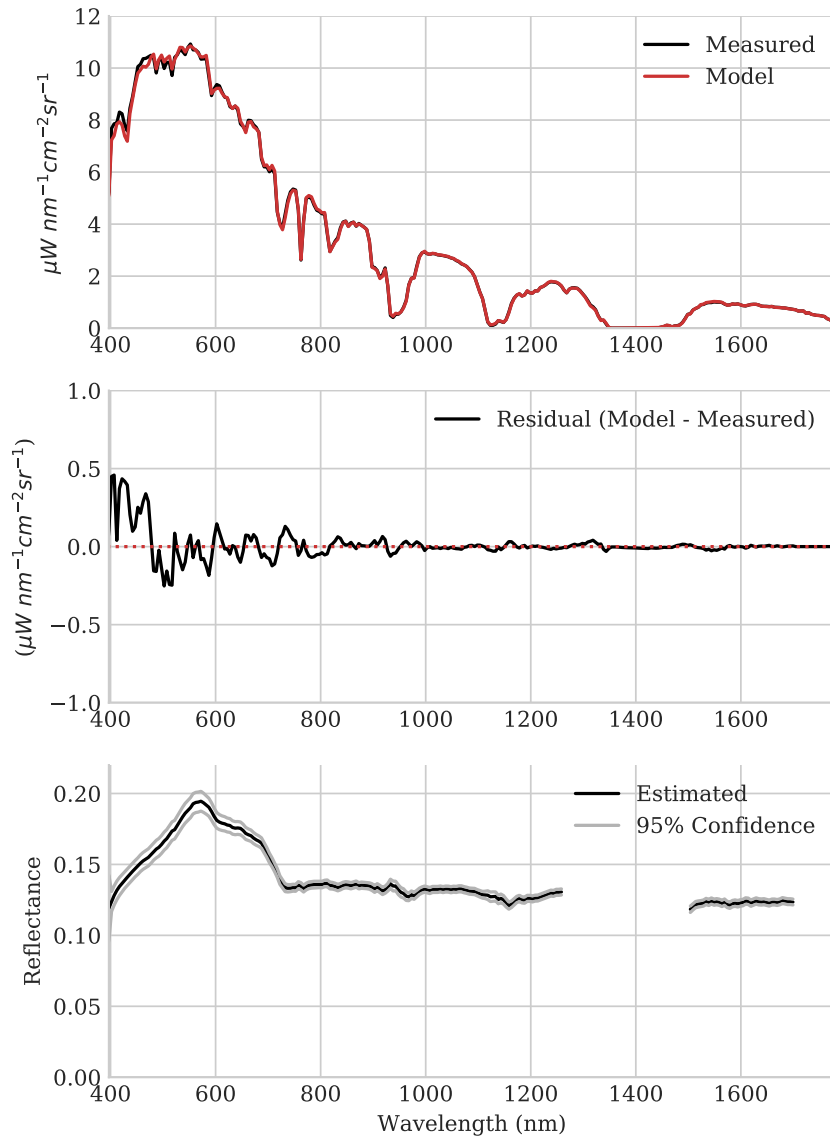 12
10
8
6
4
2
0
μW nm⁻¹cm⁻²sr⁻¹
Measured
Model
400 600 800 1000 1200 1400 1600
1.0
0.5
0.0
−0.5
−1.0
(μW nm⁻¹cm⁻²sr⁻¹)
Residual (Model - Measured)
400 600 800 1000 1200 1400 1600
0.20
0.15
0.10
0.05
0.00
Reflectance
Estimated
95% Confidence
400 600 800 1000 1200 1400 1600
Wavelength (nm)